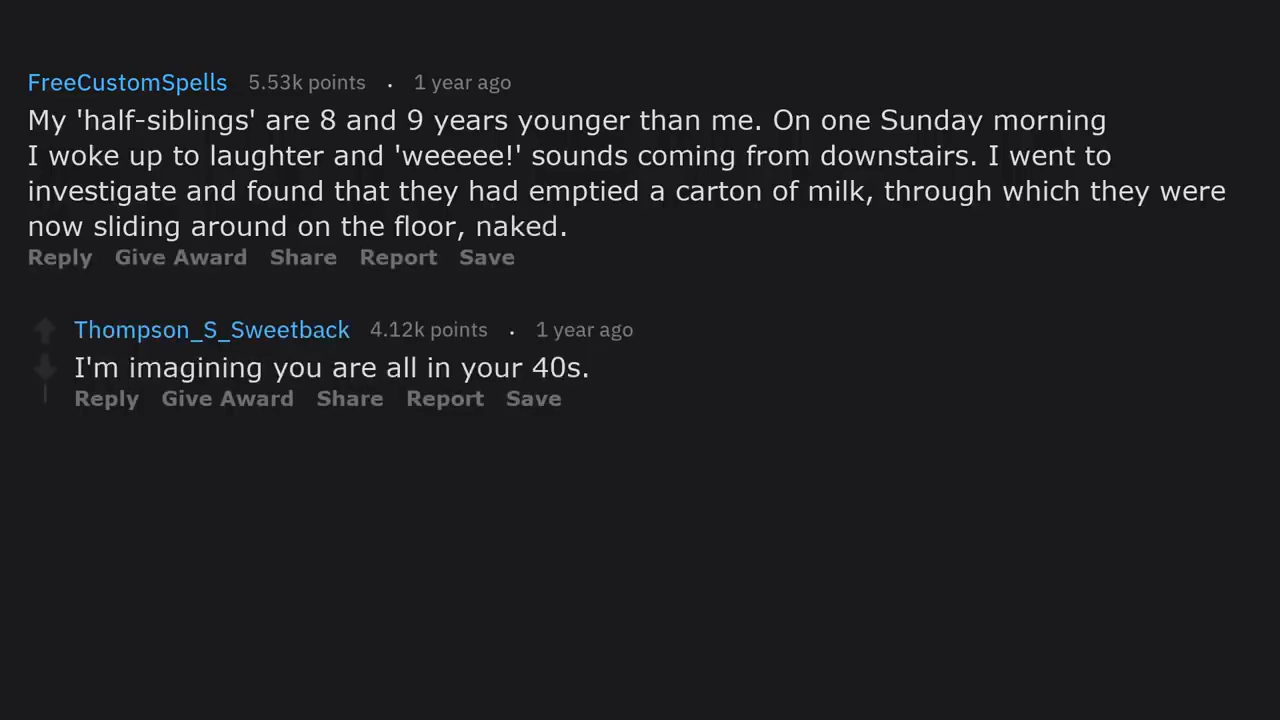 FreeCustomSpells 5.53k points . 1 year ago
My 'half-siblings' are 8 and 9 years younger than me. On one Sunday morning
I woke up to laughter and 'weeeee!' sounds coming from downstairs. I went to
investigate and found that they had emptied a carton of milk, through which they were
now sliding around on the floor, naked.
Reply Give Award Share Report Save
Thompson_S_Sweetback 4.12k points . 1 year ago
I'm imagining you are all in your 40s.
Reply Give Award Share Report Save